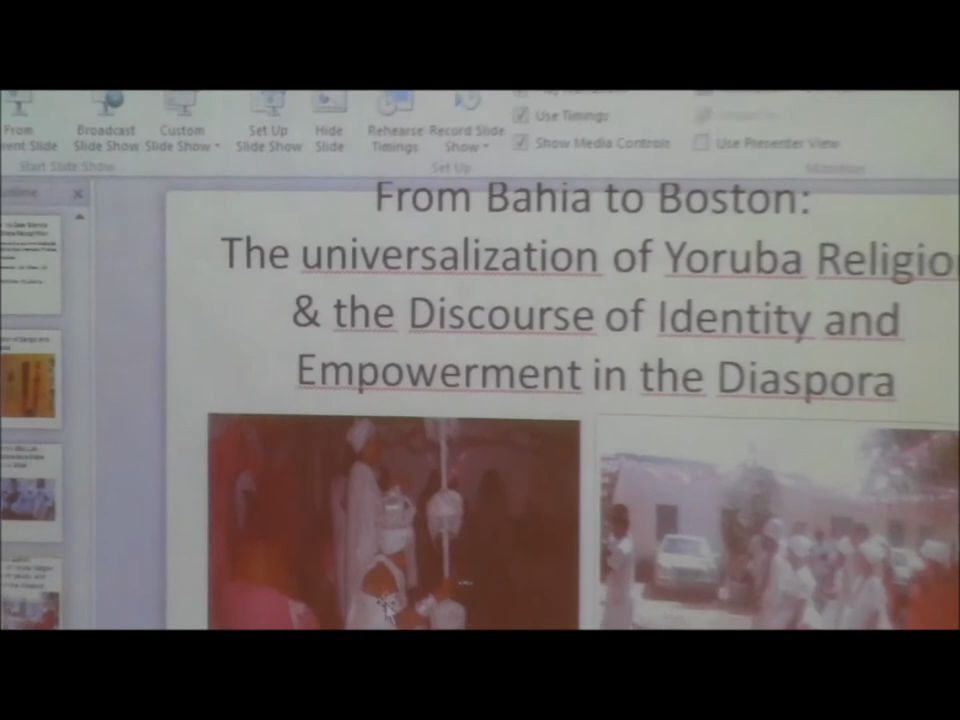 Use Timings
From
Broadcast
Custom
Set Up
Hide
Rehearse
Record Slide
Show Media Controls
Use Presenter View
Slide
Slide Show
Slide Show
Slide Show
Slide
Timings
Show
Start Slide Show
Set Up
From Bahia to Boston:
The universalization of Yoruba Religio
& the Discourse of Identity and
Empowerment in the Diaspora